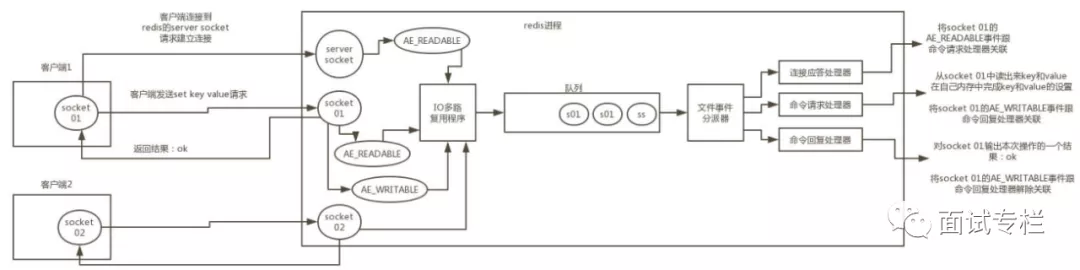 客户端连接到
redis的server socket
请求建立连接
客户端1
socket
01
客户端发送set key value请求
返回结果：ok
客户端2
socket
02
redis进程
server
socket
AE_READABLE
socket
01
AE_READABLE
AE_WRITABLE
socket
02
IO多路
复用程序
队列
s01
s01
ss
文件事件
分派器
连接应答处理器
命令请求处理器
命令回复处理器
将socket 01的
AE_READABLE事件跟
命令请求处理器关联
从socket 01中读出来key和value
在自己内存中完成key和value的设置
将socket 01的AE_WRITABLE事件跟
命令回复处理器关联
对socket 01输出本次操作的一个结
果：ok
将socket 01的AE_WRITABLE事件跟
命令回复处理器解除关联
面试专栏